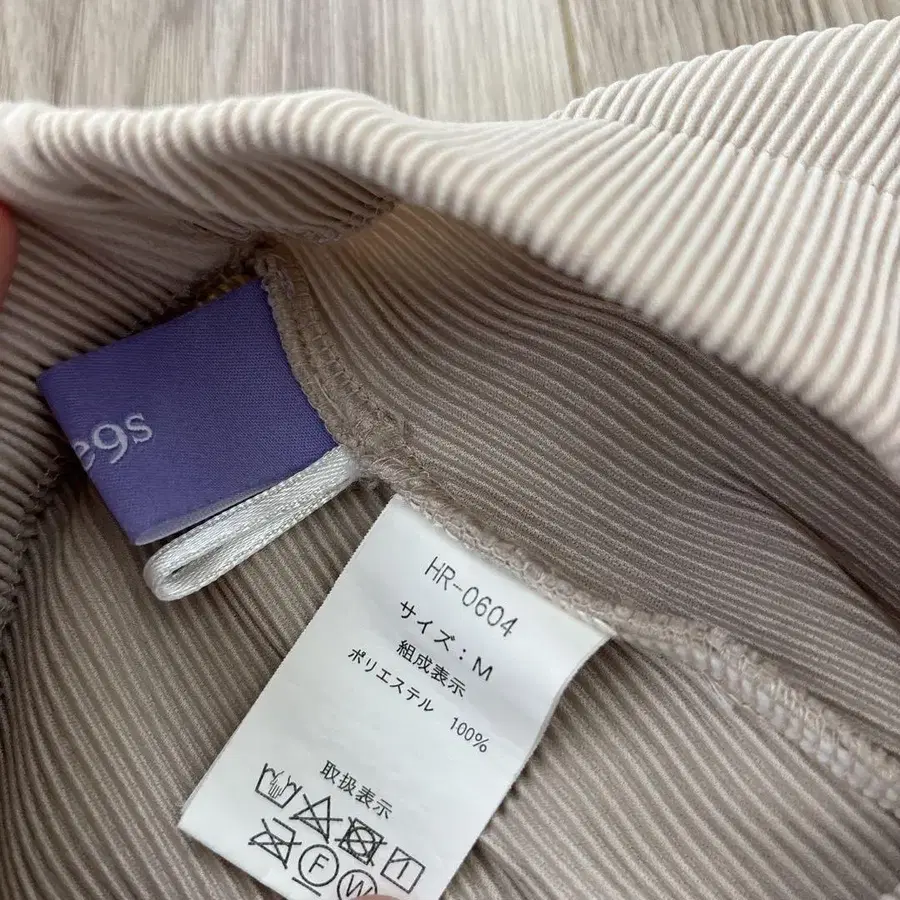 e9s
HR-0604
サイズ：M
組成表示
ポリエステル 100%
取扱表示
F W